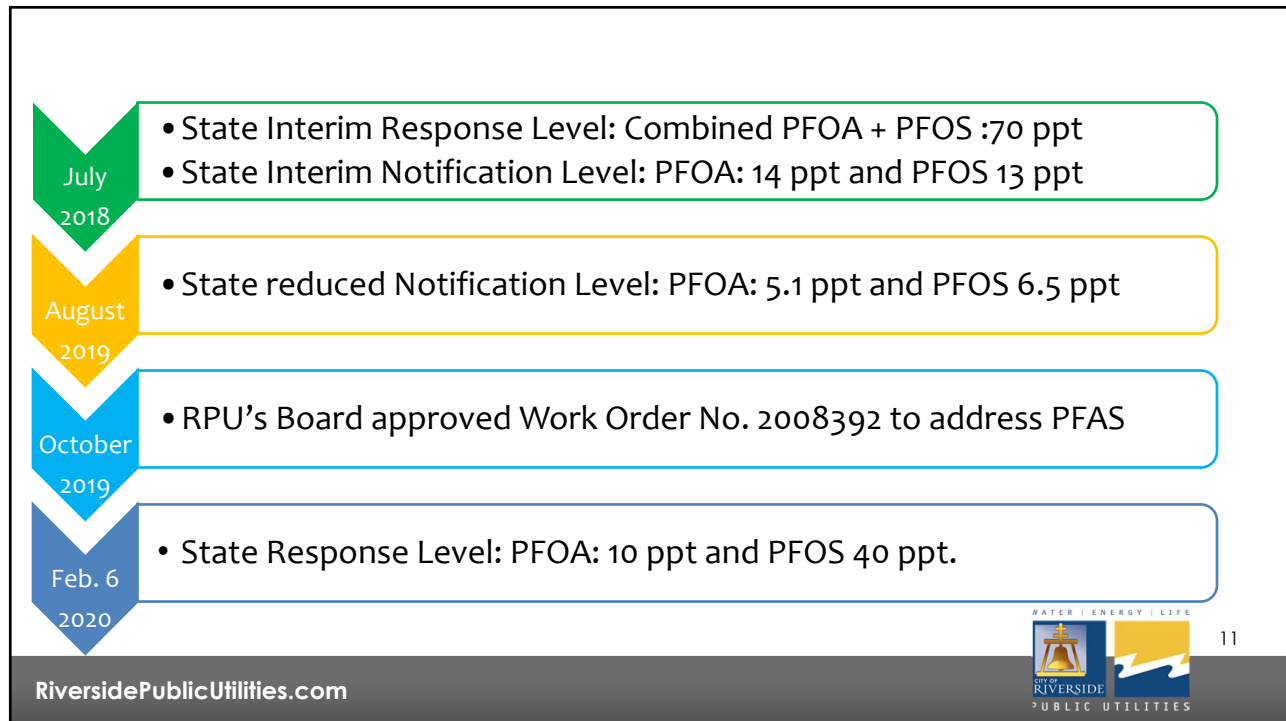 July
2018
•State Interim Response Level: Combined PFOA + PFOS :70 ppt
•State Interim Notification Level: PFOA: 14 ppt and PFOS 13 ppt
August
2019
•State reduced Notification Level: PFOA: 5.1 ppt and PFOS 6.5 ppt
October
2019
•RPU’s Board approved Work Order No. 2008392 to address PFAS
Feb. 6
2020
• State Response Level: PFOA: 10 ppt and PFOS 40 ppt.
WATER | ENERGY | LIFE
CITY OF
RIVERSIDE
PUBLIC UTILITIES
11
RiversidePublicUtilities.com